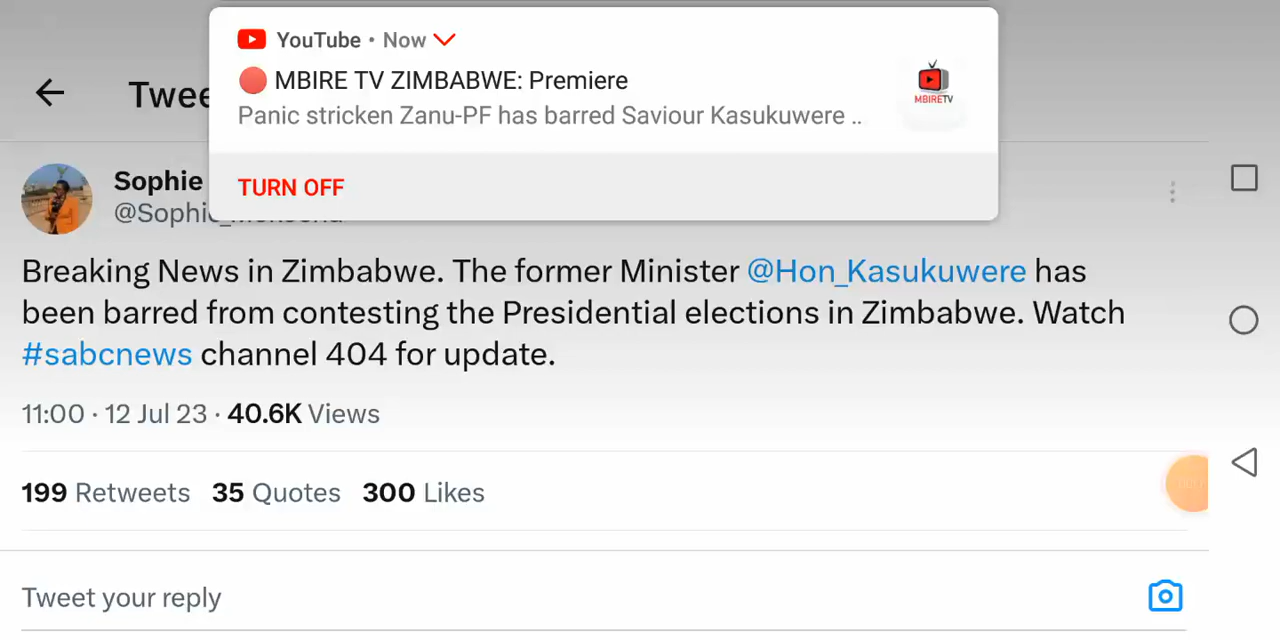 YouTube • Now
🔴 MBIRE TV ZIMBABWE: Premiere
Panic stricken Zanu-PF has barred Saviour Kasukuwere ..
MBIRETV
TURN OFF
Twee
Sophie
Breaking News in Zimbabwe. The former Minister @Hon_Kasukuwere has
been barred from contesting the Presidential elections in Zimbabwe. Watch
#sabcnews channel 404 for update.
11:00 · 12 Jul 23 · 40.6K Views
199 Retweets 35 Quotes 300 Likes
Tweet your reply